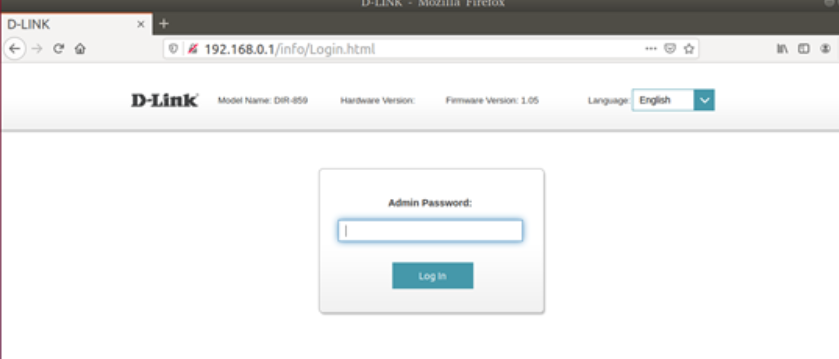 D-LINK - Mozilla Firefox
D-LINK × +
192.168.0.1/info/Login.html
D-Link Model Name: DIR-859 Hardware Version: Firmware Version: 1.05 Language: English
Admin Password:
Log In